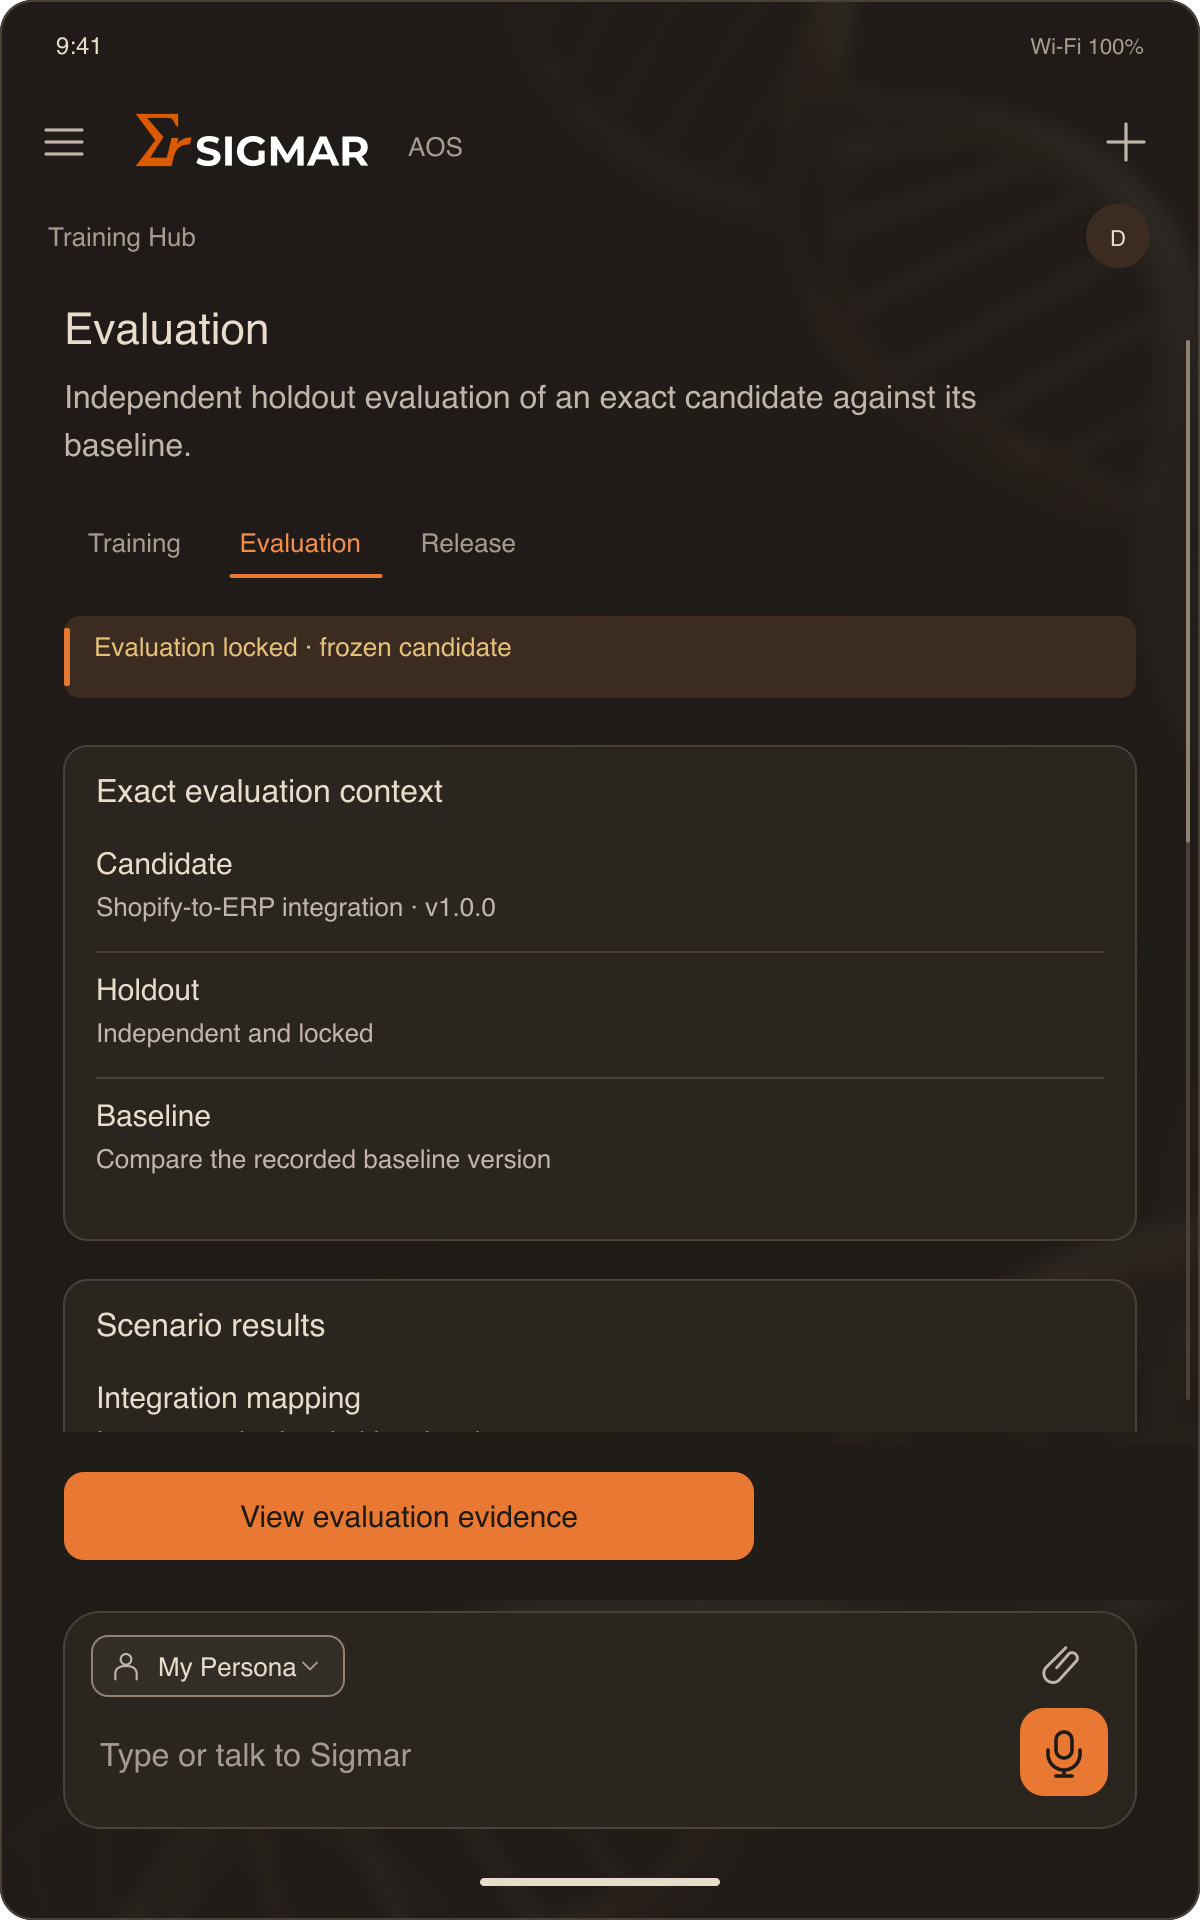 9:41
Wi-Fi 100%
Σr SIGMAR AOS
Training Hub
D
Evaluation
Independent holdout evaluation of an exact candidate against its
baseline.
Training Evaluation Release
Evaluation locked · frozen candidate
Exact evaluation context
Candidate
Shopify-to-ERP integration · v1.0.0
Holdout
Independent and locked
Baseline
Compare the recorded baseline version
Scenario results
Integration mapping
View evaluation evidence
My Persona
Type or talk to Sigmar